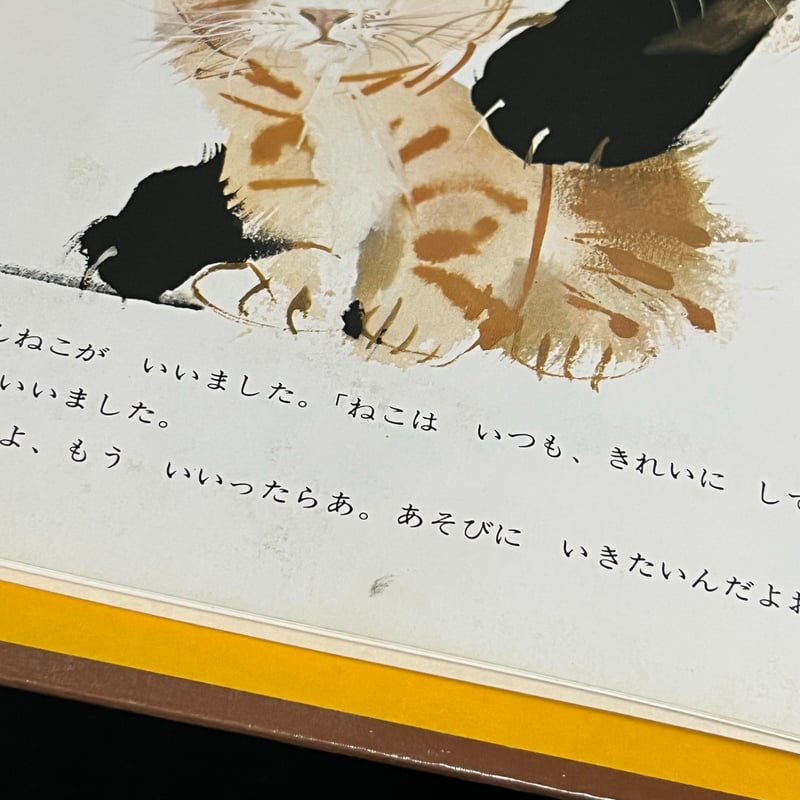 しねこが いいました。「ねこは いつも、きれいに して
いいました。
よ、もう いいったらあ。あそびに いきたいんだよ